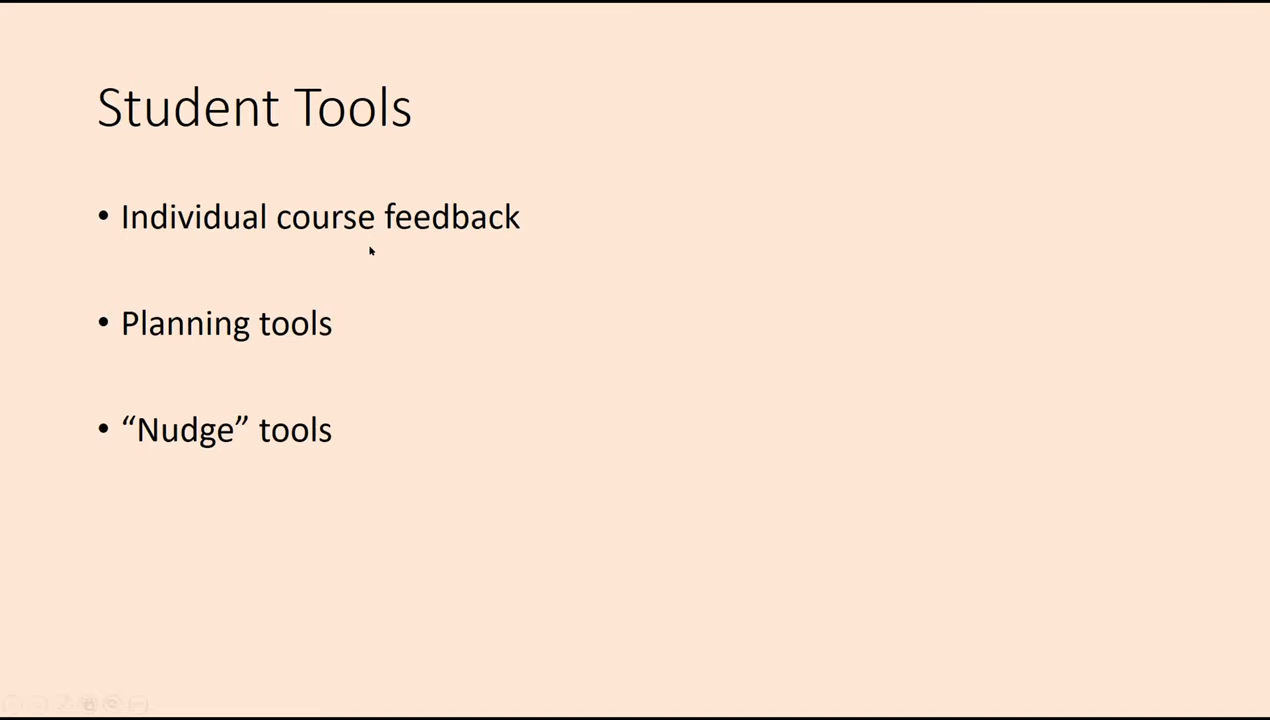 Student Tools
• Individual course feedback
• Planning tools
• “Nudge” tools